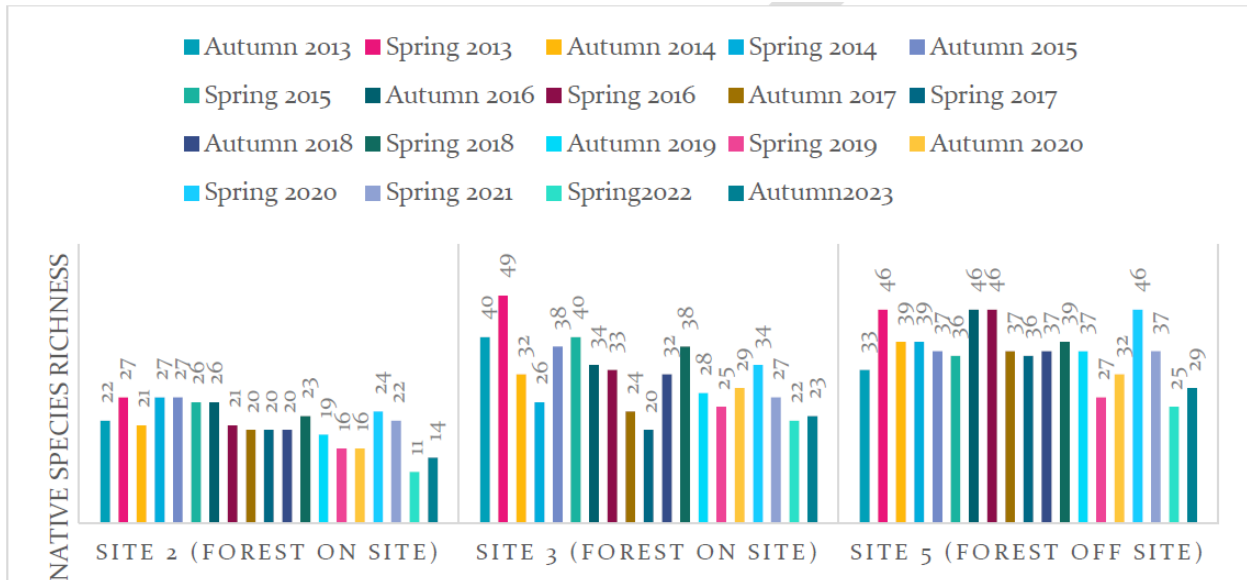 Autumn 2013 Spring 2013 Autumn 2014 Spring 2014 Autumn 2015
Spring 2015 Autumn 2016 Spring 2016 Autumn 2017 Spring 2017
Autumn 2018 Spring 2018 Autumn 2019 Spring 2019 Autumn 2020
Spring 2020 Spring 2021 Spring2022 Autumn2023
NATIVE SPECIES RICHNESS
22 27 21 27 27 26 26 21 20 20 20 23 19 16 16 24 22 11 14
40 49 32 26 38 40 34 33 24 20 32 38 28 25 29 34 27 22 23
33 46 39 39 37 36 46 46 37 36 37 39 37 27 32 46 37 25 29
SITE 2 (FOREST ON SITE) SITE 3 (FOREST ON SITE) SITE 5 (FOREST OFF SITE)